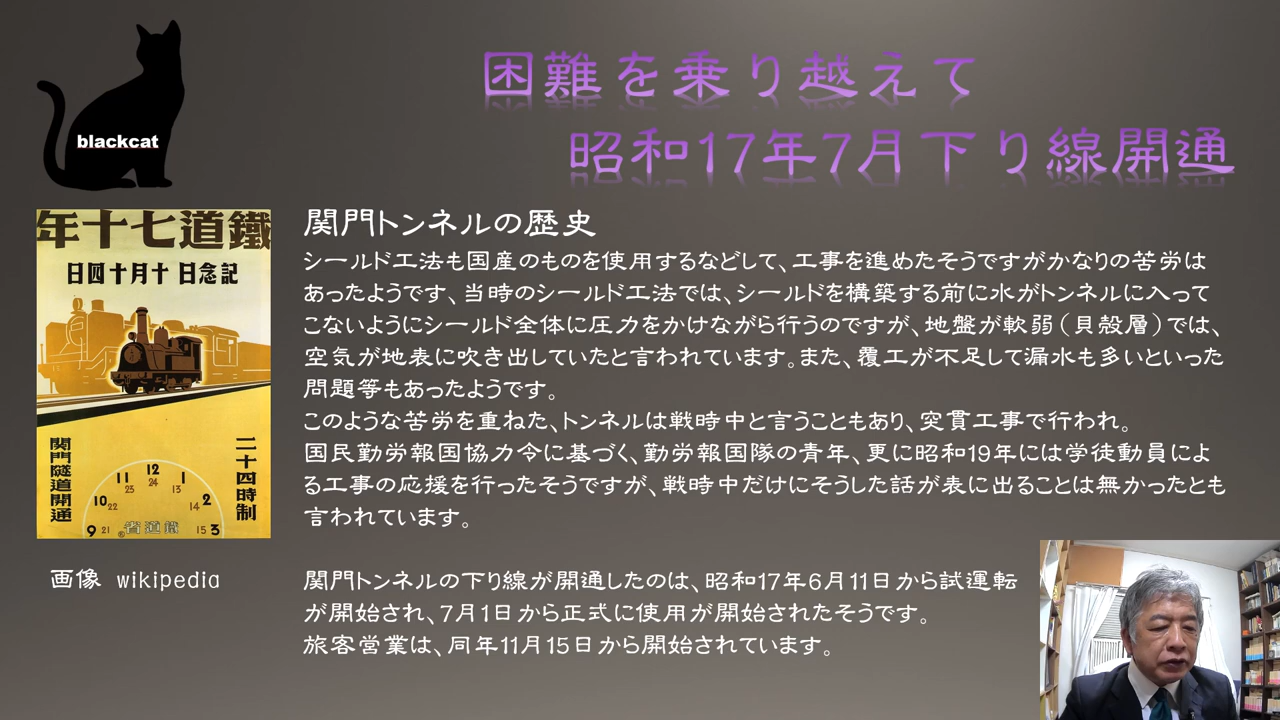 blackcat
困難を乗り越えて
昭和17年7月下り線開通
年十七道鐵
日四十月十 日念記
関門隧道開通
二十四時制
12
24
11
23
1
13
10
22
2
14
9
21
3
15
省道鐵
画像 wikipedia
関門トンネルの歴史
シールド工法も国産のものを使用するなどして、工事を進めたそうですがかなりの苦労は
あったようです、当時のシールド工法では、シールドを構築する前に水がトンネルに入って
こないようにシールド全体に圧力をかけながら行うのですが、地盤が軟弱（貝殻層）では、
空気が地表に吹き出していたと言われています。また、覆工が不足して漏水も多いといった
問題等もあったようです。
このような苦労を重ねた、トンネルは戦時中と言うこともあり、突貫工事で行われ。
国民勤労報国協力令に基づく、勤労報国隊の青年、更に昭和19年には学徒動員によ
る工事の応援を行ったそうですが、戦時中だけにそうした話が表に出ることは無かったとも
言われています。
関門トンネルの下り線が開通したのは、昭和17年6月11日から試運転
が開始され、7月1日から正式に使用が開始されたそうです。
旅客営業は、同年11月15日から開始されています。